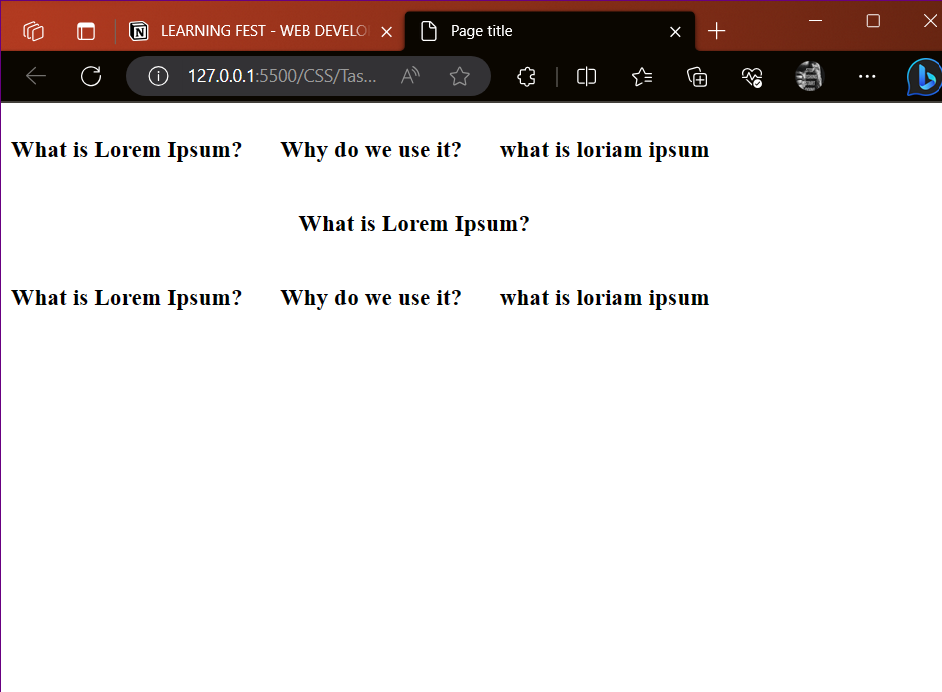 LEARNING FEST - WEB DEVELO
Page title
127.0.0.1:5500/CSS/Tas...
What is Lorem Ipsum? Why do we use it? what is loriam ipsum
What is Lorem Ipsum?
What is Lorem Ipsum? Why do we use it? what is loriam ipsum